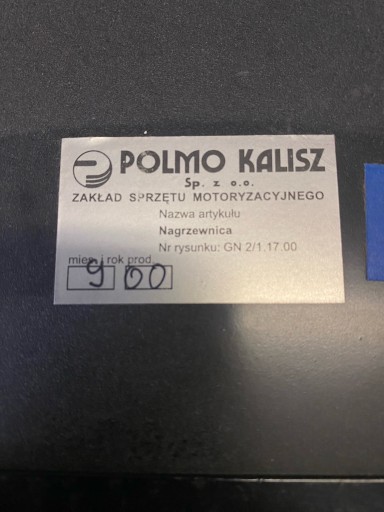 POLMO KALISZ
Sp. z o.o.
ZAKŁAD SPRZĘTU MOTORYZACYJNEGO
Nazwa artykułu
Nagrzewnica
Nr rysunku: GN 2/1.17.00
mies. i rok prod.
9 00